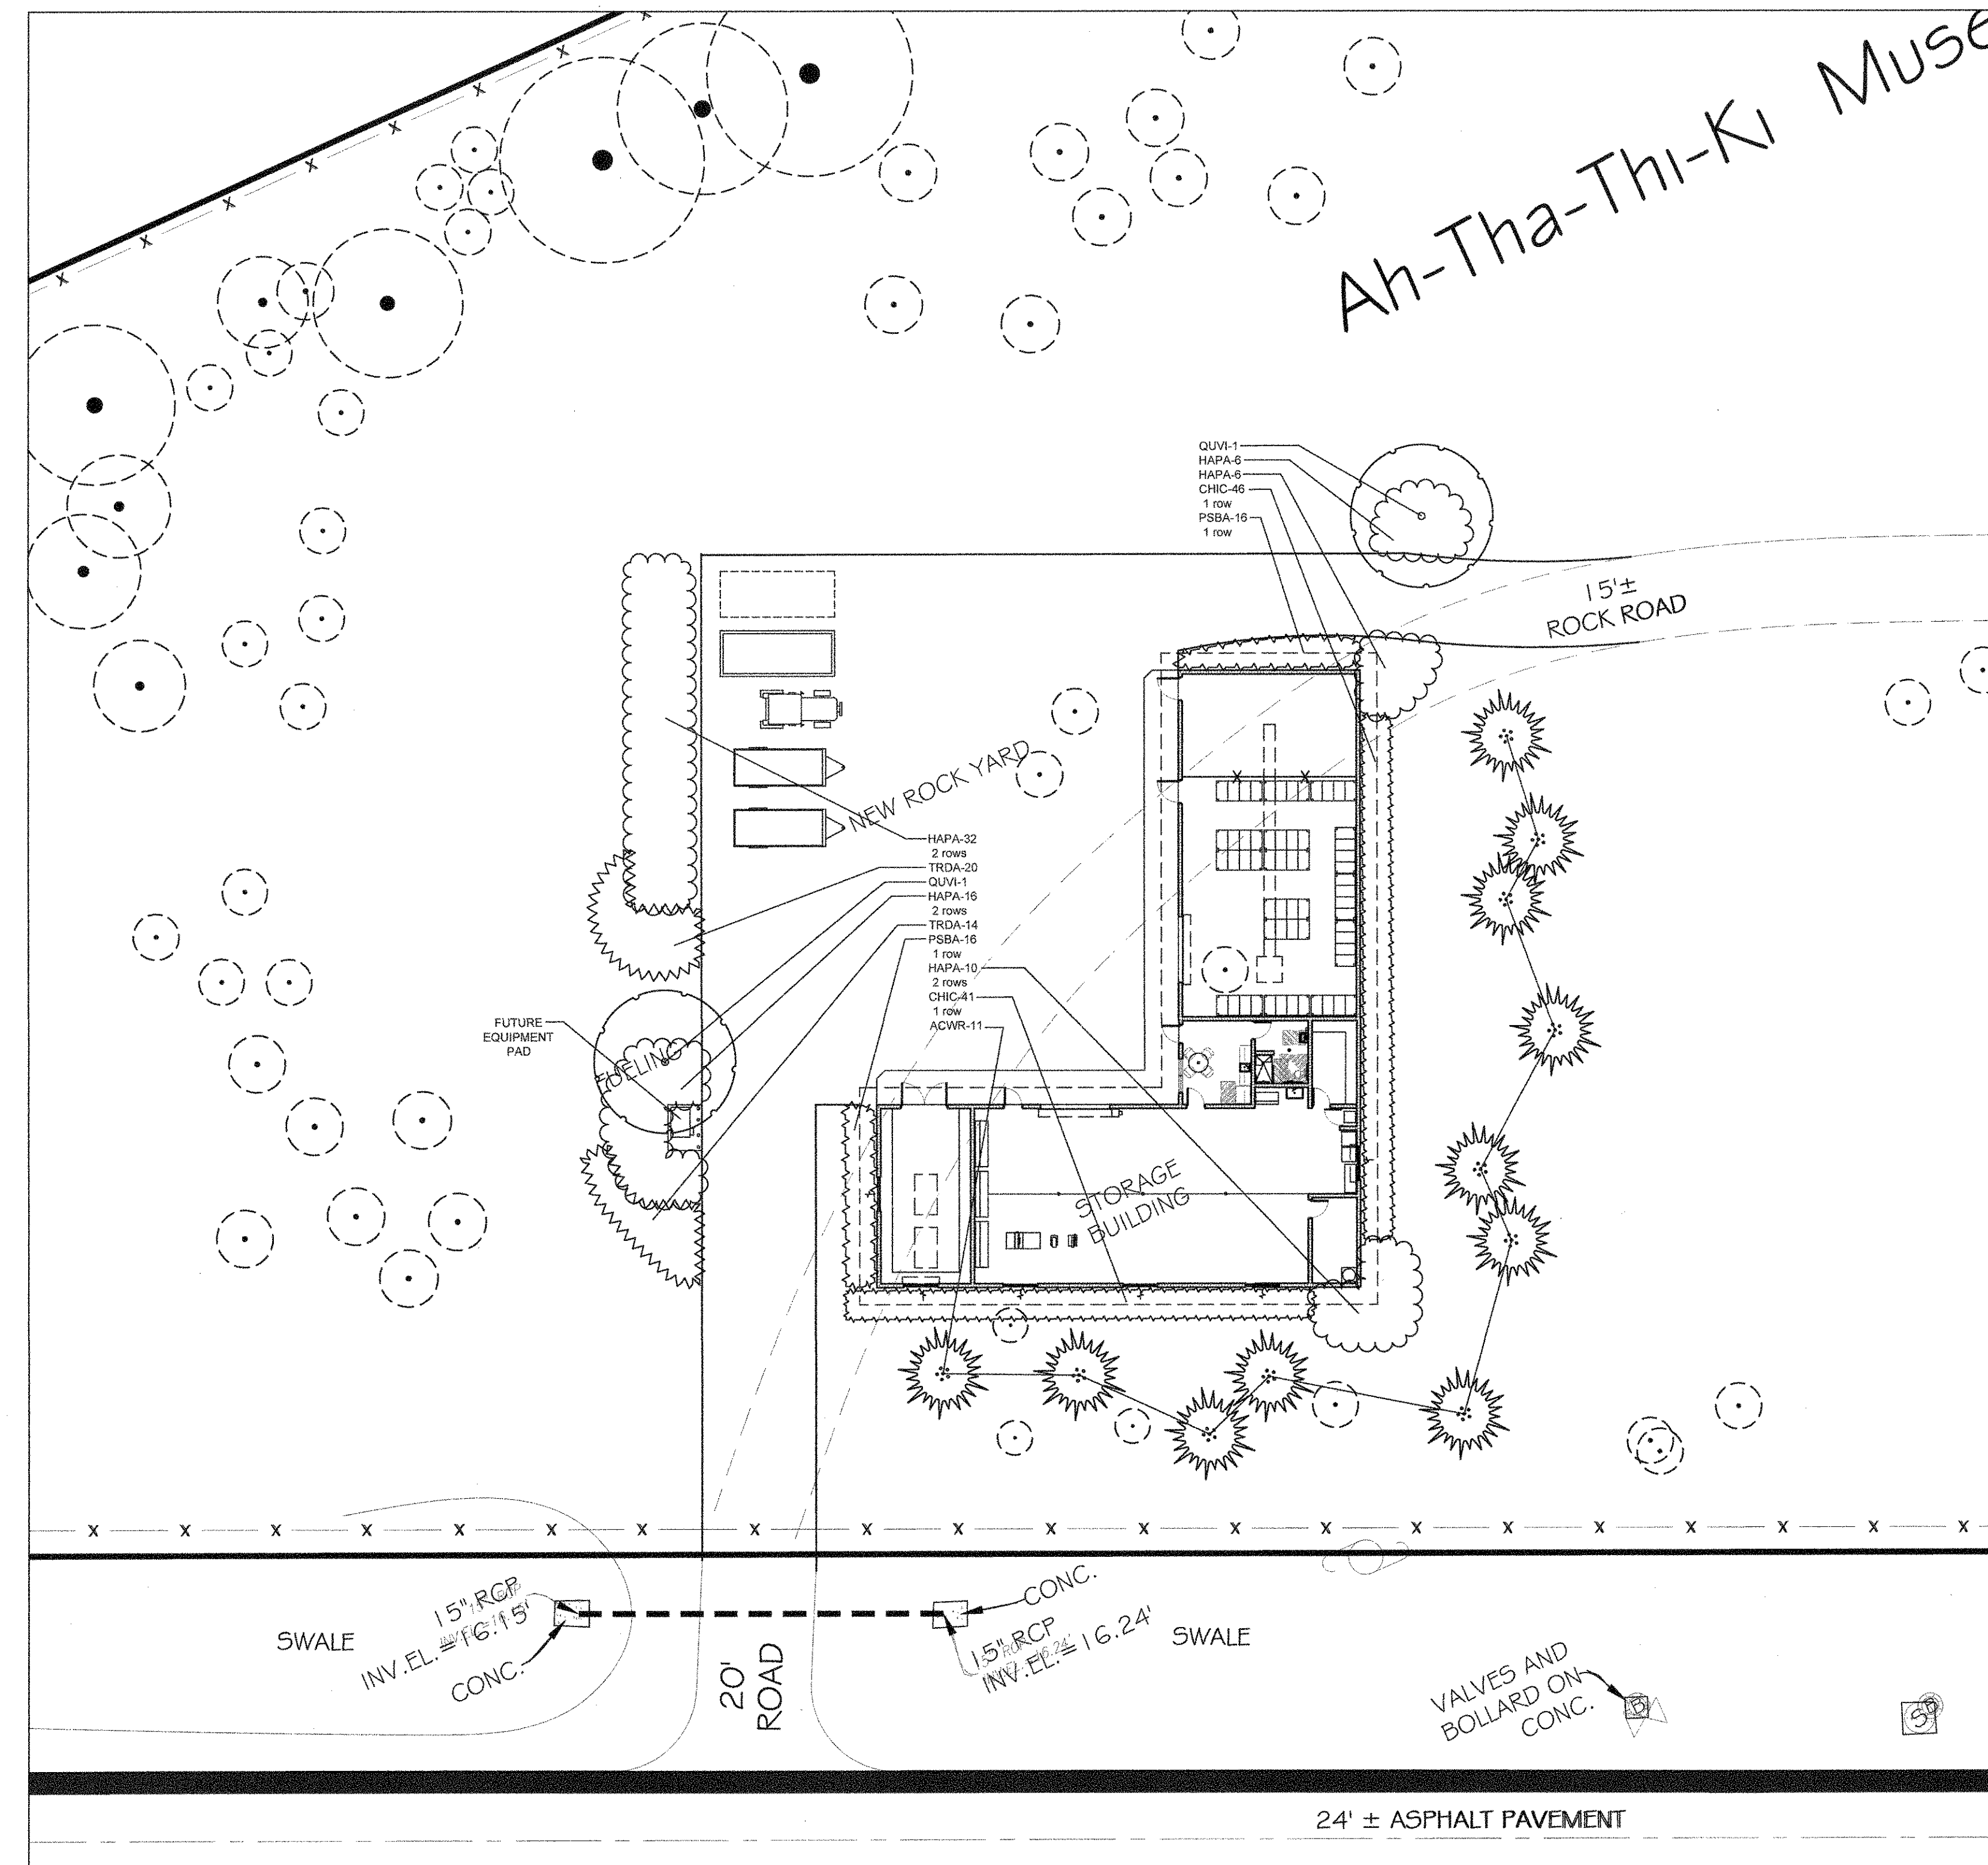 Ah-Tha-Thi-Ki Muse
QUVI-1
HAPA-6
HAPA-6
CHIC-46
1 row
PSBA-16
1 row
15'±
ROCK ROAD
NEW ROCK YARD
HAPA-32
2 rows
TRDA-20
QUVI-1
HAPA-16
2 rows
TRDA-14
PSBA-16
1 row
HAPA-10
2 rows
CHIC-41
1 row
ACWR-11
FUTURE
EQUIPMENT
PAD
FUELING
STORAGE
BUILDING
X X X X X X X X
X X
X X X X X X X X X X X X X X X X X X X X X
15" RCP
INV.EL.=16.15'
CONC.
SWALE
CONC.
15" RCP
INV.EL.=16.24'
SWALE
20'
ROAD
VALVES AND
BOLLARD ON
CONC.
B
24' ± ASPHALT PAVEMENT